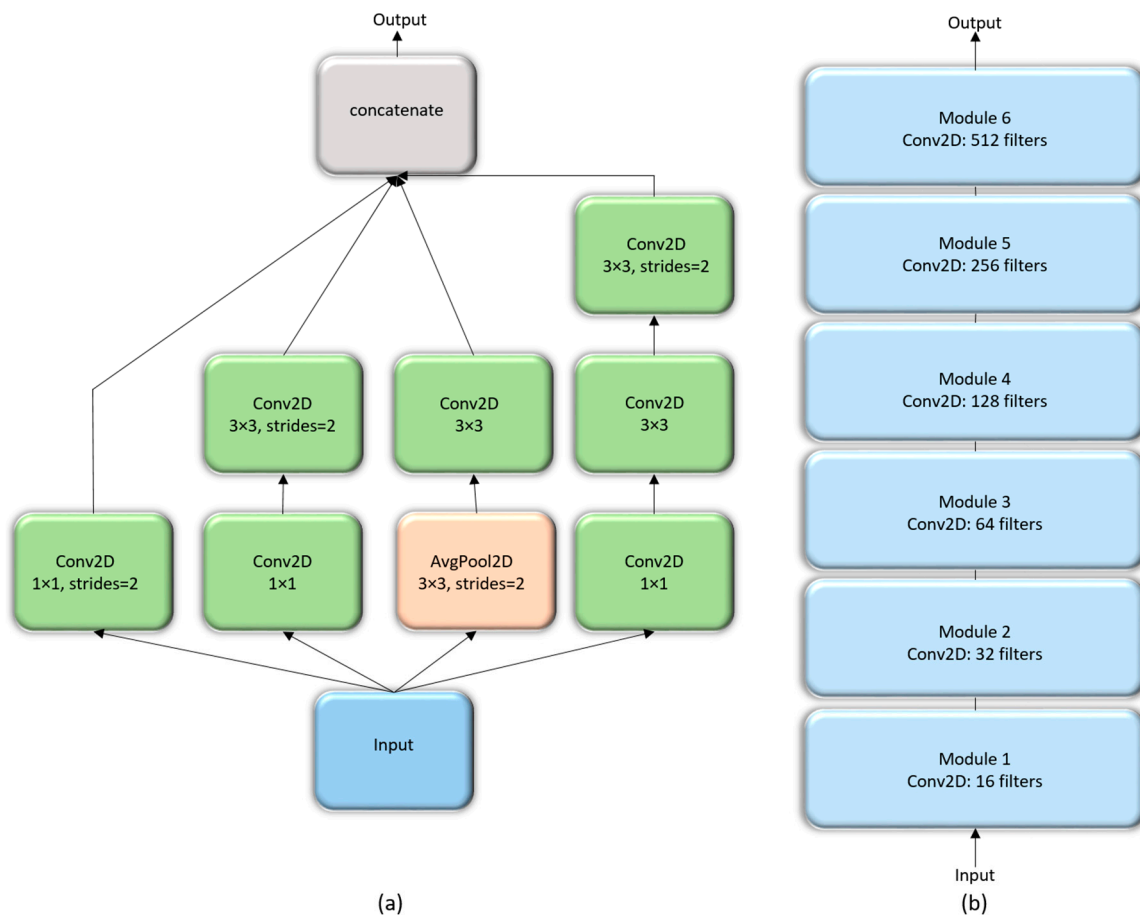 Output
concatenate
Conv2D
3×3, strides=2
Conv2D
3×3, strides=2
Conv2D
3×3
Conv2D
3×3
Conv2D
1×1, strides=2
Conv2D
1×1
AvgPool2D
3×3, strides=2
Conv2D
1×1
Input
(a)
Output
Module 6
Conv2D: 512 filters
Module 5
Conv2D: 256 filters
Module 4
Conv2D: 128 filters
Module 3
Conv2D: 64 filters
Module 2
Conv2D: 32 filters
Module 1
Conv2D: 16 filters
Input
(b)